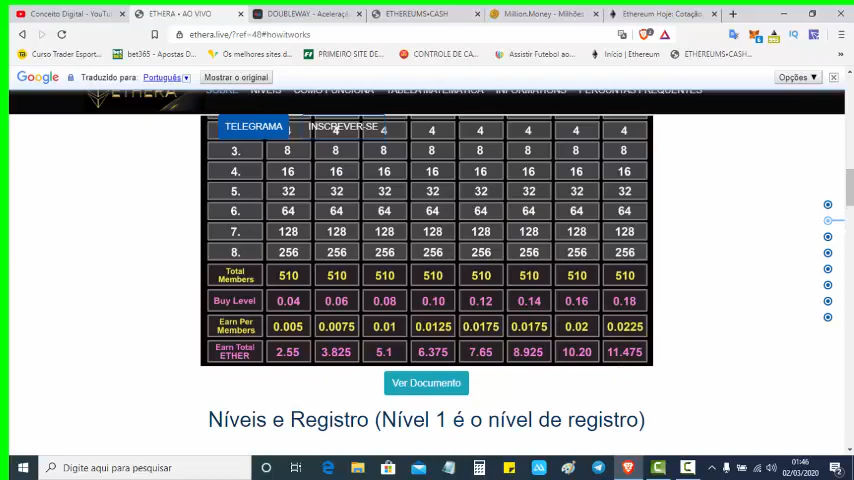 Conceito Digital - YouTube
ETHERA • AO VIVO
DOUBLEWAY - Aceleraç
ETHEREUMS•CASH
Million.Money - Milhões
Ethereum Hoje: Cotação
ethera.live/?ref=48#howitworks
Curso Trader Esport...
bet365 - Apostas D...
Os melhores sites d...
PRIMEIRO SITE DE...
CONTROLE DE CA...
Assistir Futebol ao...
Início | Ethereum
ETHEREUMS•CASH...
Google
Traduzido para:
Português
Mostrar o original
Opções ▼
ETHERA
SOBRE NÍVEIS COMO FUNCIONA TABELA MATEMÁTICA INFORMATIONS PERGUNTAS FREQUENTES
TELEGRAMA
INSCREVER-SE
4 4 4 4 4 4 4 4
3. 8 8 8 8 8 8 8 8
4. 16 16 16 16 16 16 16 16
5. 32 32 32 32 32 32 32 32
6. 64 64 64 64 64 64 64 64
7. 128 128 128 128 128 128 128 128
8. 256 256 256 256 256 256 256 256
Total Members 510 510 510 510 510 510 510 510
Buy Level 0.04 0.06 0.08 0.10 0.12 0.14 0.16 0.18
Earn Per Members 0.005 0.0075 0.01 0.0125 0.0175 0.0175 0.02 0.0225
Earn Total ETHER 2.55 3.825 5.1 6.375 7.65 8.925 10.20 11.475
Ver Documento
Níveis e Registro (Nível 1 é o nível de registro)
Digite aqui para pesquisar
01:46
02/03/2020